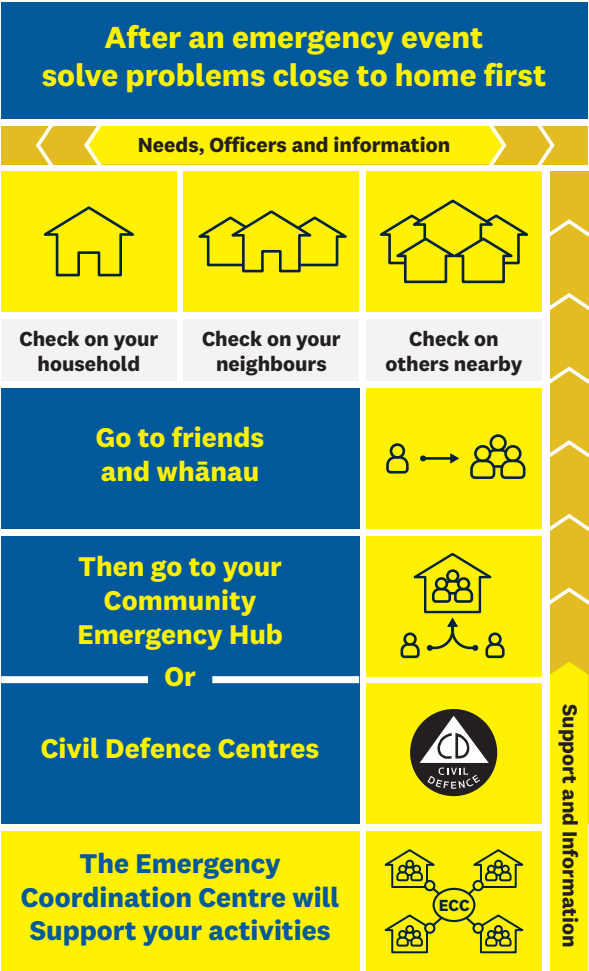 After an emergency event
solve problems close to home first
Needs, Officers and information
Check on your
household
Check on your
neighbours
Check on
others nearby
Go to friends
and whānau
Then go to your
Community
Emergency Hub
Or
Civil Defence Centres
CD
CIVIL
DEFENCE
The Emergency
Coordination Centre will
Support your activities
ECC
Support and Information